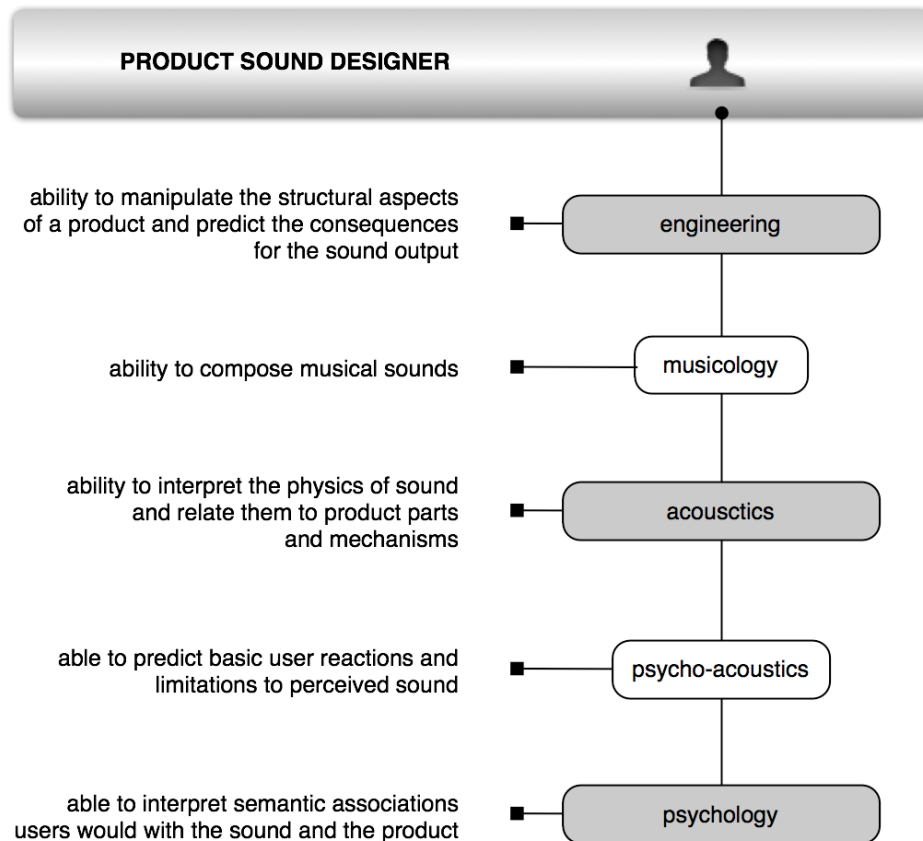 PRODUCT SOUND DESIGNER
ability to manipulate the structural aspects
of a product and predict the consequences
for the sound output
engineering
ability to compose musical sounds
musicology
ability to interpret the physics of sound
and relate them to product parts
and mechanisms
acousctics
able to predict basic user reactions and
limitations to perceived sound
psycho-acoustics
able to interpret semantic associations
users would with the sound and the product
psychology